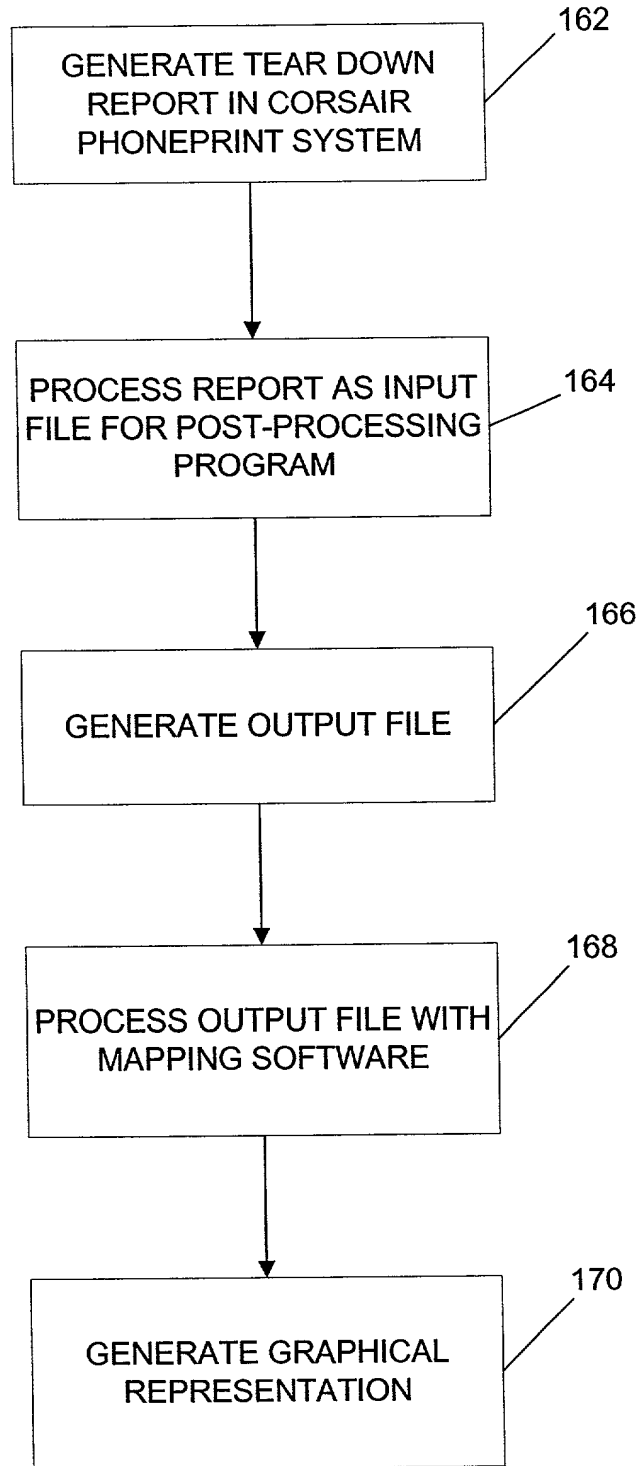 162
GENERATE TEAR DOWN
REPORT IN CORSAIR
PHONEPRINT SYSTEM
164
PROCESS REPORT AS INPUT
FILE FOR POST-PROCESSING
PROGRAM
166
GENERATE OUTPUT FILE
168
PROCESS OUTPUT FILE WITH
MAPPING SOFTWARE
170
GENERATE GRAPHICAL
REPRESENTATION